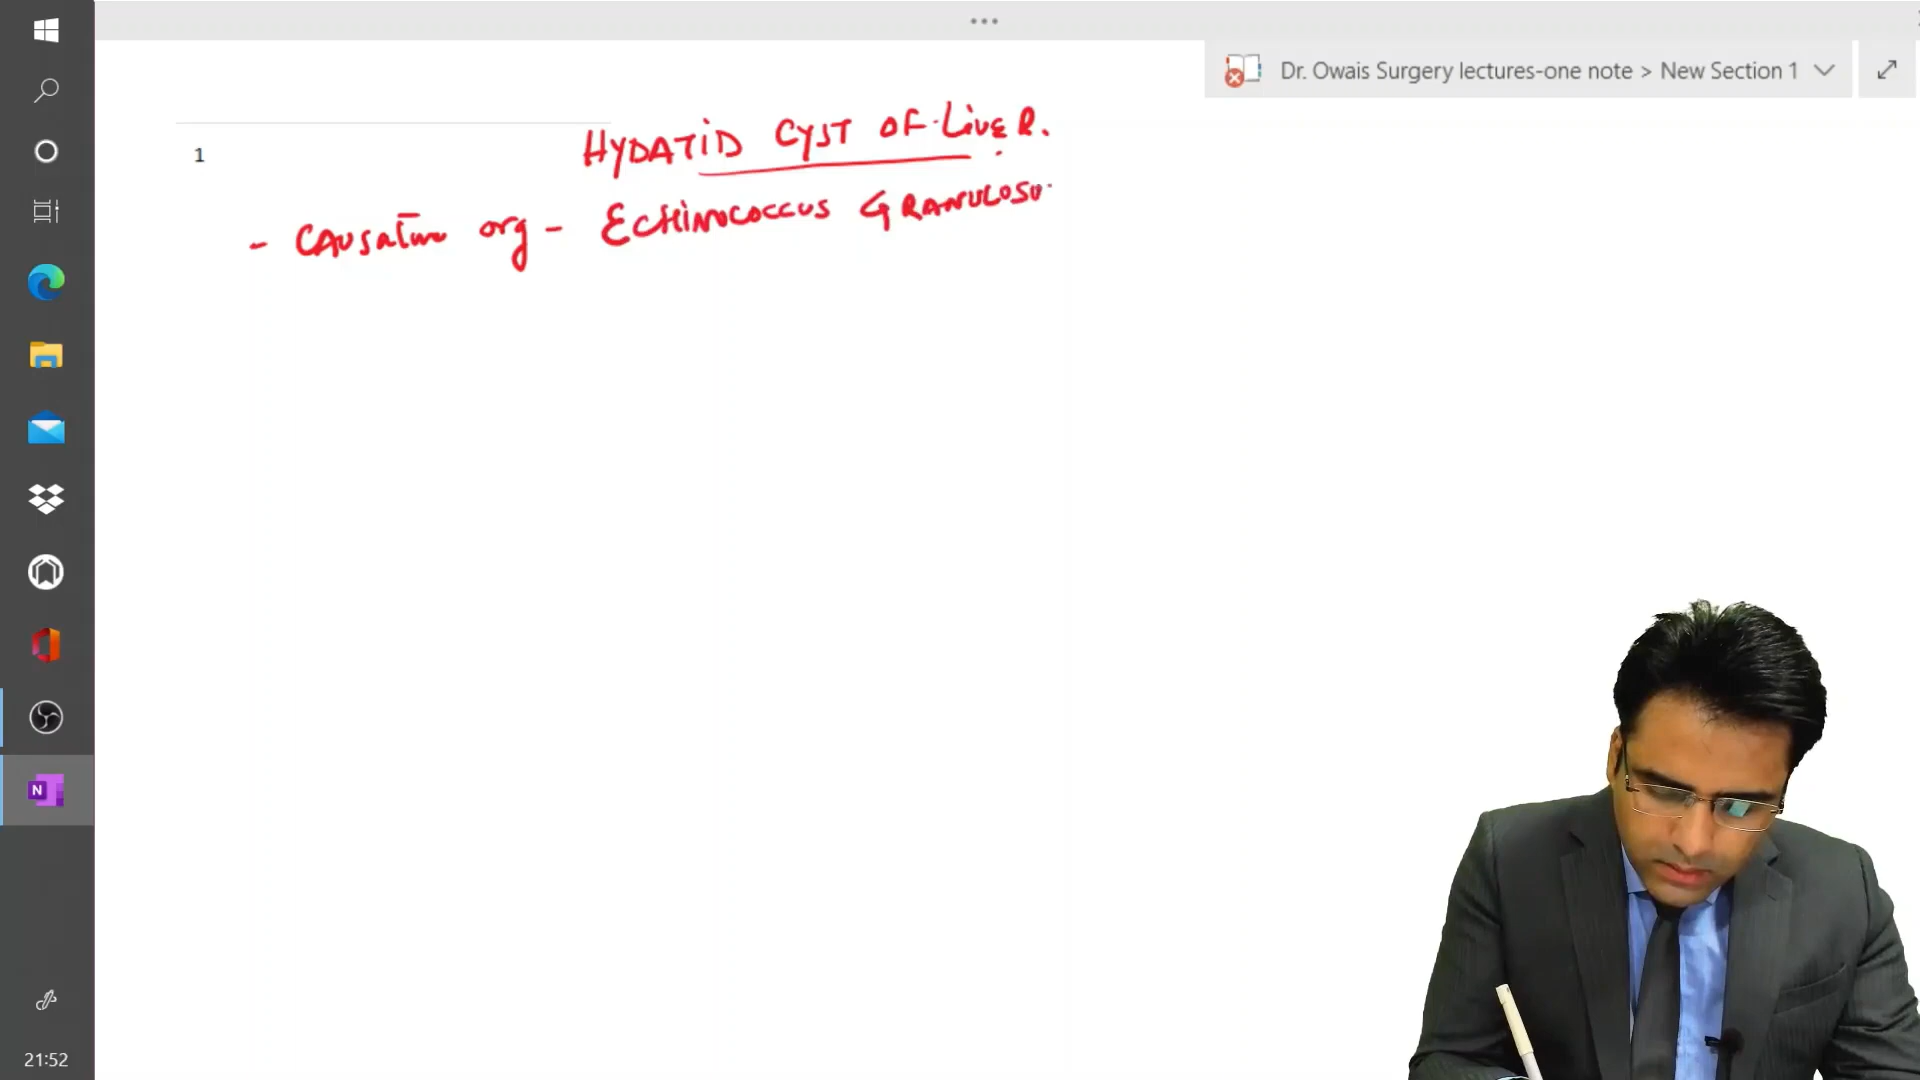 Dr. Owais Surgery lectures-one note > New Section 1
1
HYDATID CYST OF LIVER.
- Causative org - ECHINOCOCCUS GRANULOSU
N
21:52